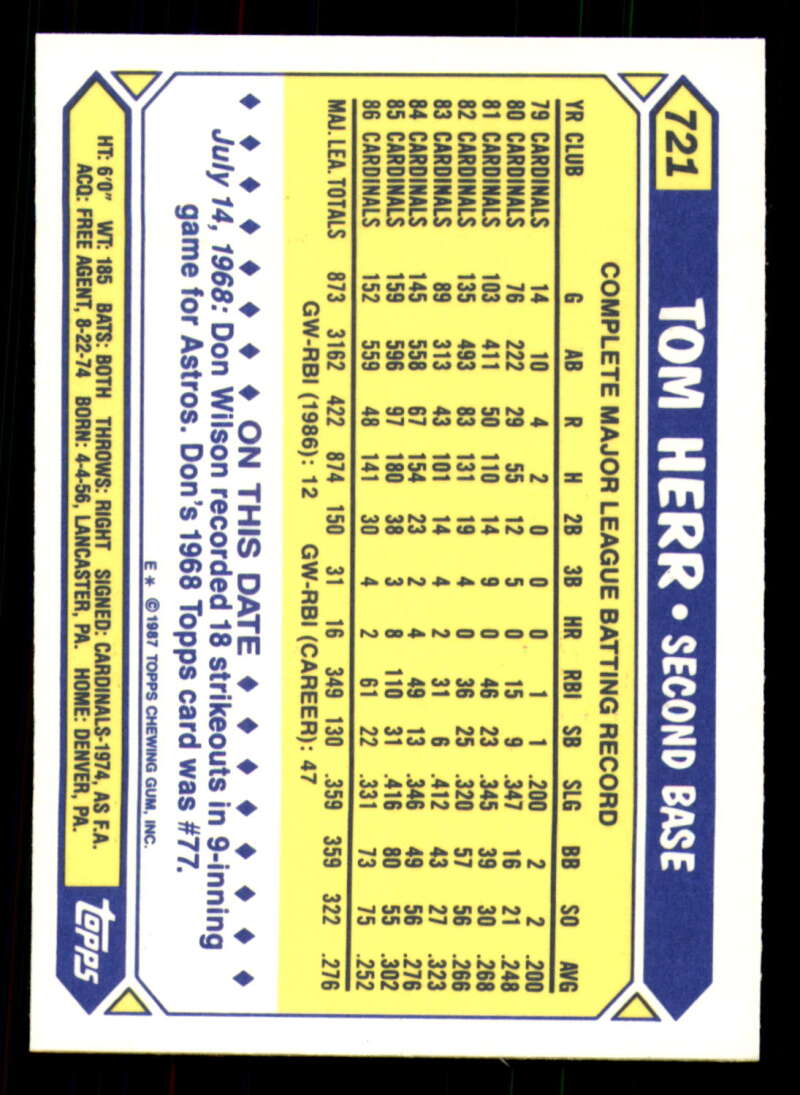 721
TOM HERR • SECOND BASE
COMPLETE MAJOR LEAGUE BATTING RECORD
YR CLUB G AB R H 2B 3B HR RBI SB SLG BB SO AVG
79 CARDINALS 14 10 4 2 0 0 0 1 1 .200 2 2 .200
80 CARDINALS 76 222 29 55 12 5 0 15 9 .347 16 21 .248
81 CARDINALS 103 411 50 110 14 9 0 46 23 .345 39 30 .268
82 CARDINALS 135 493 83 131 19 4 0 36 25 .320 57 56 .266
83 CARDINALS 89 313 43 101 14 4 2 31 6 .412 43 27 .323
84 CARDINALS 145 558 67 154 23 2 4 49 13 .346 49 56 .276
85 CARDINALS 159 596 97 180 38 3 8 110 31 .416 80 55 .302
86 CARDINALS 152 559 48 141 30 4 2 61 22 .331 73 75 .252
MAJ. LEA. TOTALS 873 3162 422 874 150 31 16 349 130 .359 359 322 .276
GW-RBI (1986): 12 GW-RBI (CAREER): 47
ON THIS DATE
July 14, 1968: Don Wilson recorded 18 strikeouts in 9-inning
game for Astros. Don's 1968 Topps card was #77.
E * © 1987 TOPPS CHEWING GUM, INC.
HT: 6'0" WT: 185 BATS: BOTH THROWS: RIGHT SIGNED: CARDINALS-1974, AS F.A.
ACQ: FREE AGENT, 8-22-74 BORN: 4-4-56, LANCASTER, PA. HOME: DENVER, PA.
topps